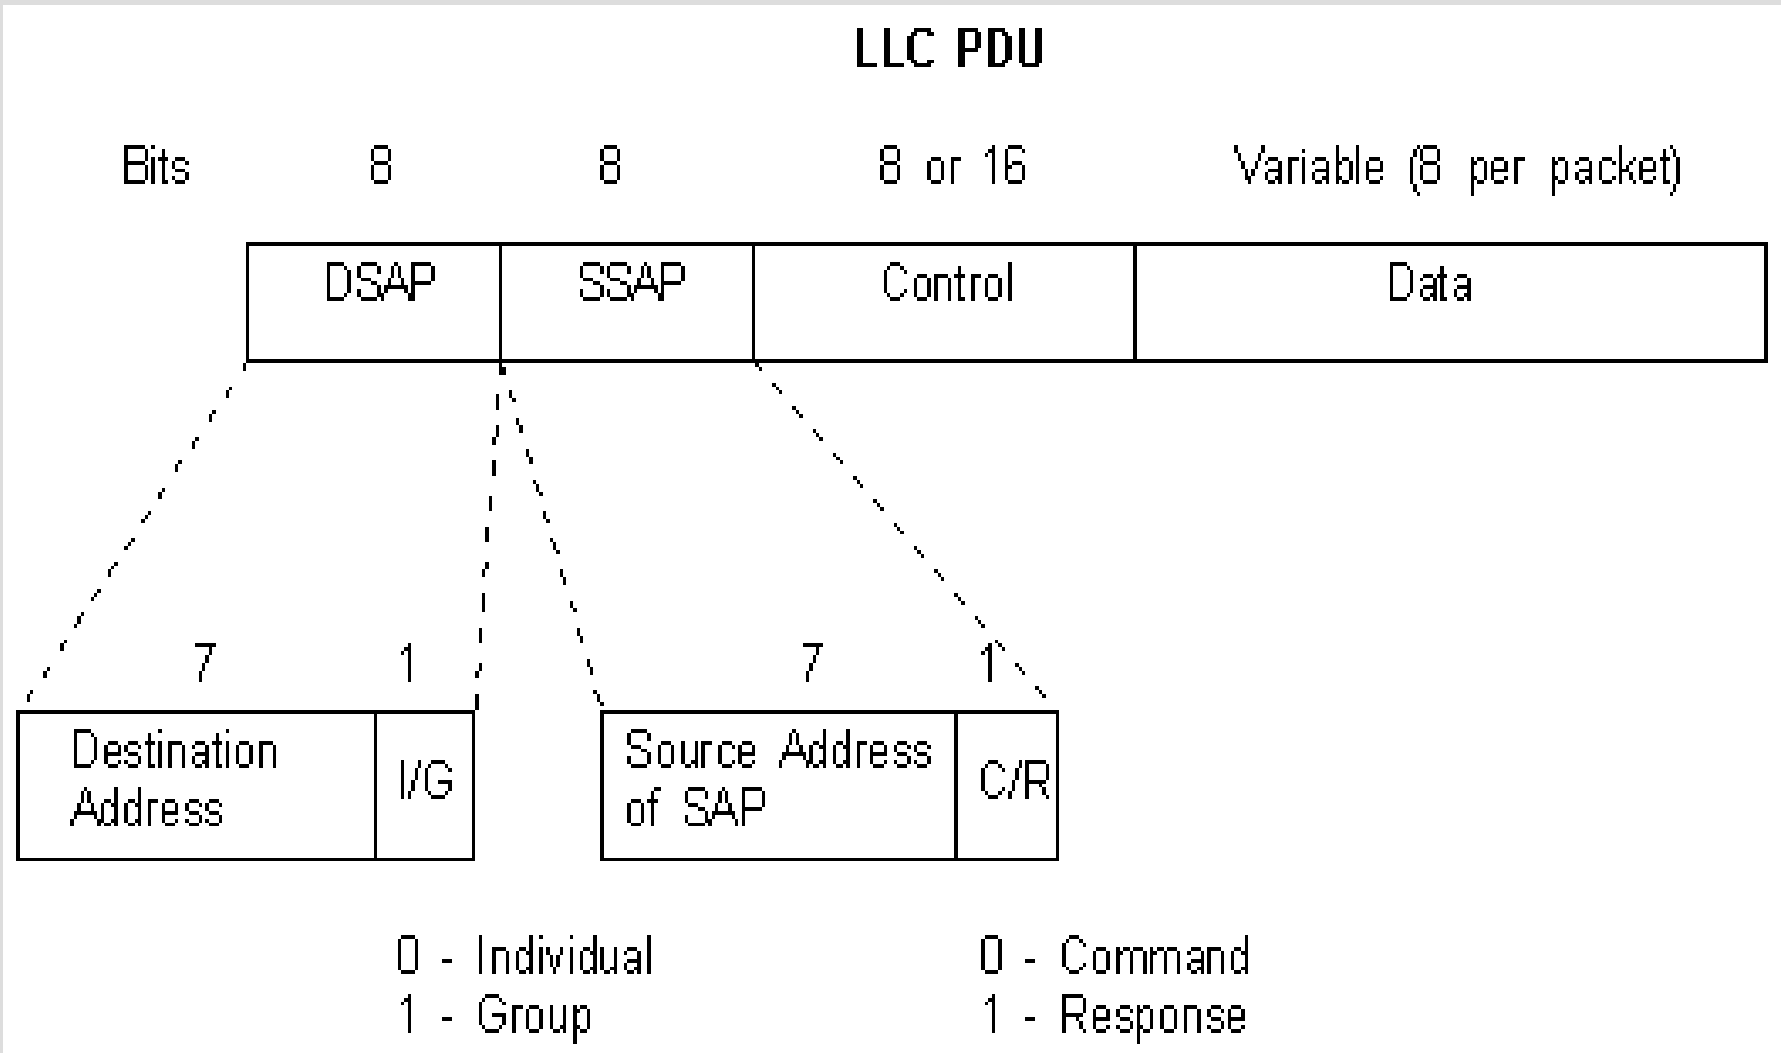 LLC PDU
Bits 8 8 8 or 16 Variable (8 per packet)
DSAP SSAP Control Data
7 1 7 1
Destination Address I/G Source Address of SAP C/R
0 - Individual 0 - Command
1 - Group 1 - Response